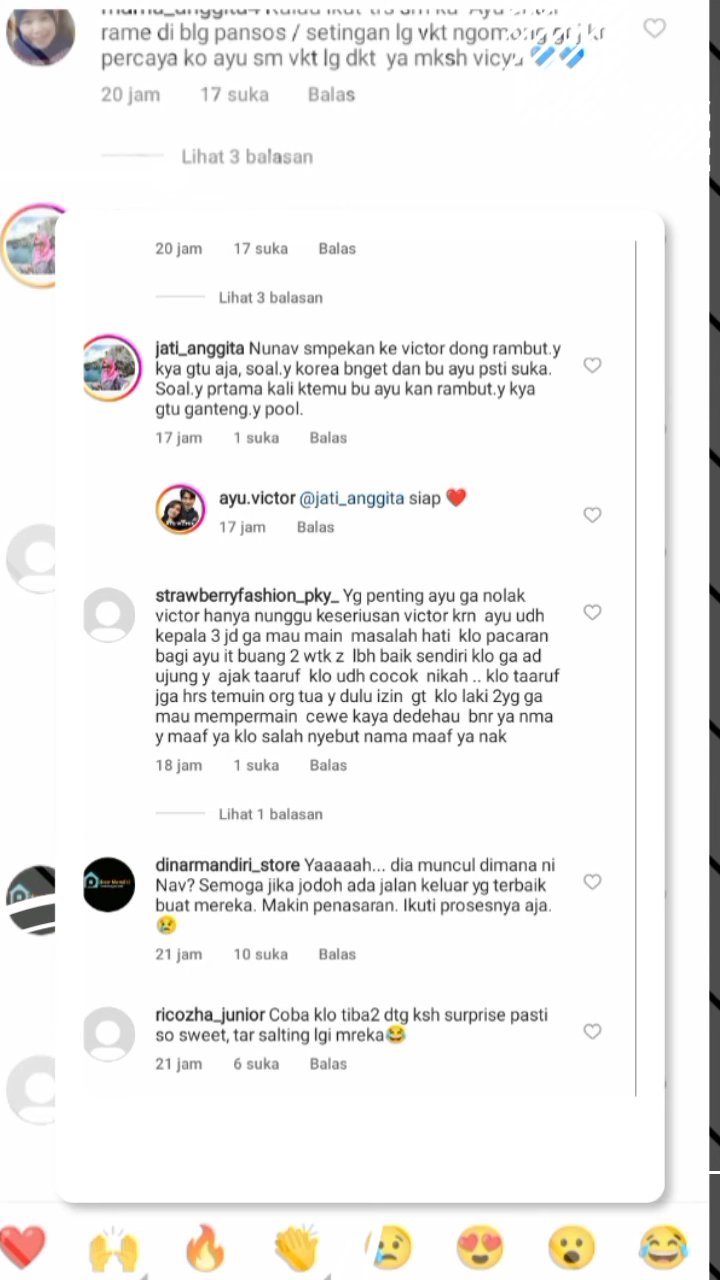 rame di blg pansos / setingan lg vkt
percaya ko ayu sm vkt lg dkt ya mksh vicyu
20 jam 17 suka Balas
Lihat 3 balasan
20 jam 17 suka Balas
Lihat 3 balasan
jati_anggita Nunav smpekan ke victor dong rambut.y
kya gtu aja, soal.y korea bnget dan bu ayu psti suka.
Soal.y prtama kali ktemu bu ayu kan rambut.y kya
gtu ganteng.y pool.
17 jam 1 suka Balas
ayu.victor @jati_anggita siap ❤️
17 jam Balas
strawberryfashion_pky_ Yg penting ayu ga nolak
victor hanya nunggu keseriusan victor krn ayu udh
kepala 3 jd ga mau main masalah hati klo pacaran
bagi ayu it buang 2 wtk z lbh baik sendiri klo ga ad
ujung y ajak taaruf klo udh cocok nikah .. klo taaruf
jga hrs temuin org tua y dulu izin gt klo laki 2yg ga
mau mempermain cewe kaya dedehau bnr ya nma
y maaf ya klo salah nyebut nama maaf ya nak
18 jam 1 suka Balas
Lihat 1 balasan
dinarmandiri_store Yaaaaah... dia muncul dimana ni
Nav? Semoga jika jodoh ada jalan keluar yg terbaik
buat mereka. Makin penasaran. Ikuti prosesnya aja.
😢
21 jam 10 suka Balas
ricozha_junior Coba klo tiba2 dtg ksh surprise pasti
so sweet, tar salting lgi mreka😂
21 jam 6 suka Balas